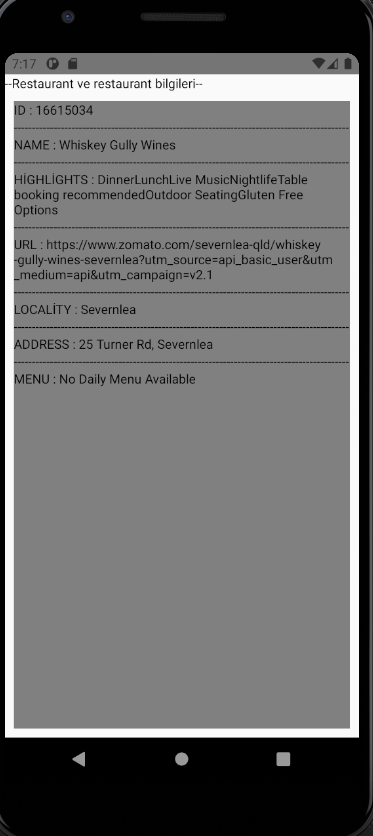 7:17
--Restaurant ve restaurant bilgileri--
ID : 16615034
NAME : Whiskey Gully Wines
HİGHLİGHTS : DinnerLunchLive MusicNightlifeTable
booking recommendedOutdoor SeatingGluten Free
Options
URL : https://www.zomato.com/severnlea-qld/whiskey
-gully-wines-severnlea?utm_source=api_basic_user&utm
_medium=api&utm_campaign=v2.1
LOCALİTY : Severnlea
ADDRESS : 25 Turner Rd, Severnlea
MENU : No Daily Menu Available